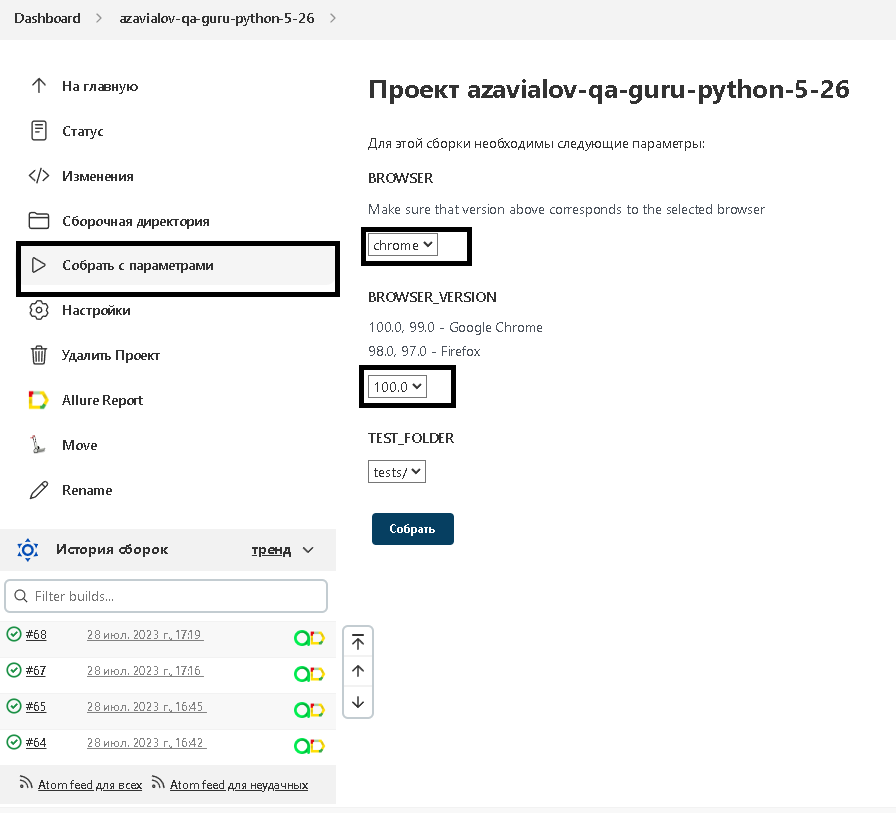 Dashboard > azavialov-qa-guru-python-5-26 >
На главную
Статус
Изменения
Сборочная директория
Собрать с параметрами
Настройки
Удалить Проект
Allure Report
Move
Rename
История сборок тренд
Filter builds...
#68 28 июл. 2023 г., 17:19
#67 28 июл. 2023 г., 17:16
#65 28 июл. 2023 г., 16:45
#64 28 июл. 2023 г., 16:42
Atom feed для всех Atom feed для неудачных
Проект azavialov-qa-guru-python-5-26
Для этой сборки необходимы следующие параметры:
BROWSER
Make sure that version above corresponds to the selected browser
chrome
BROWSER_VERSION
100.0, 99.0 - Google Chrome
98.0, 97.0 - Firefox
100.0
TEST_FOLDER
tests/
Собрать